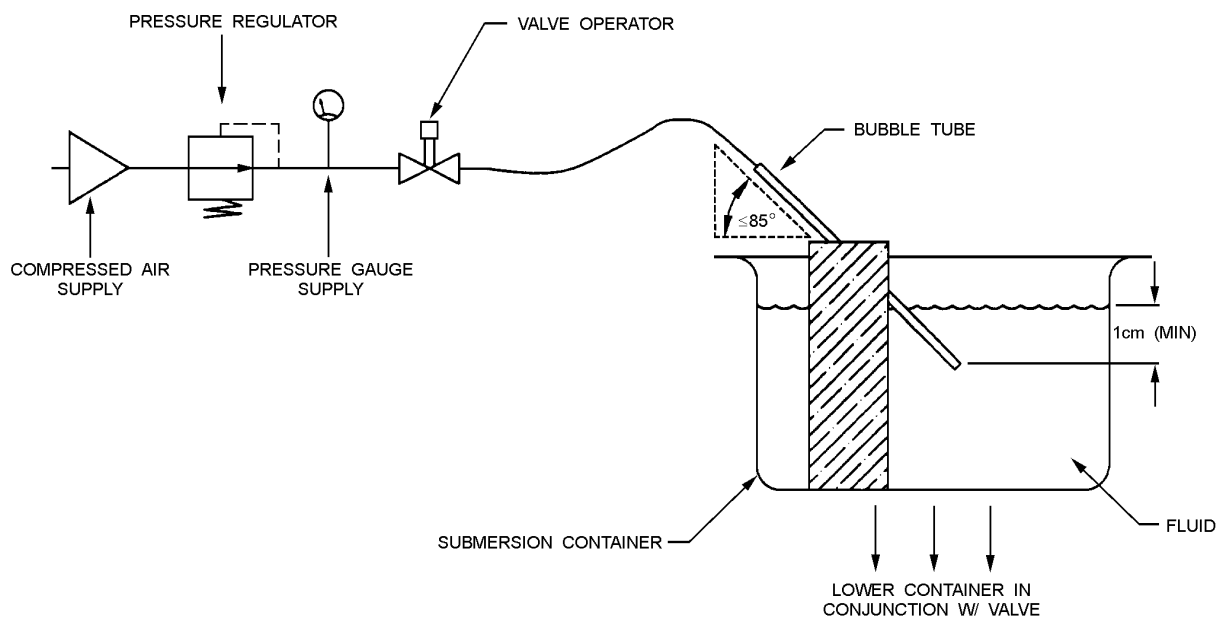 PRESSURE REGULATOR
VALVE OPERATOR
BUBBLE TUBE
≤85°
COMPRESSED AIR
SUPPLY
PRESSURE GAUGE
SUPPLY
1cm (MIN)
SUBMERSION CONTAINER
FLUID
LOWER CONTAINER IN
CONJUNCTION W/ VALVE